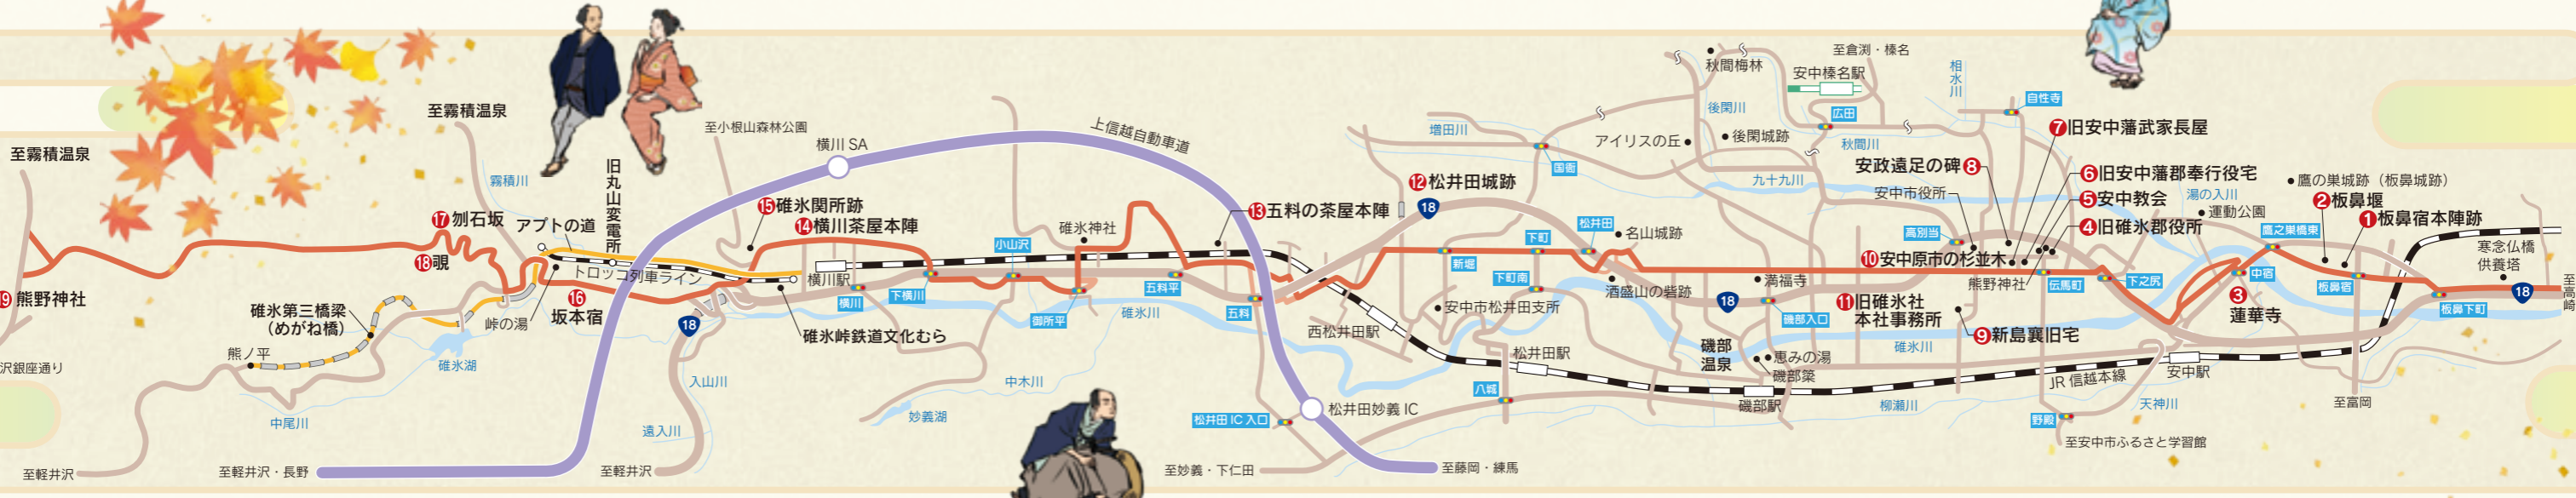 至霧積温泉
至霧積温泉
霧積川
⑰刎石坂
⑱覗
アプトの道
旧丸山変電所
トロッコ列車ライン
⑲熊野神社
碓氷第三橋梁
(めがね橋)
熊ノ平
峠の湯
⑯
坂本宿
碓氷湖
沢銀座通り
中尾川
至軽井沢
至軽井沢・長野
至小根山森林公園
横川 SA
上信越自動車道
⑮碓氷関所跡
⑭横川茶屋本陣
横川駅
横川
下横川
小山沢
碓氷神社
御所平
五料平
碓氷川
五料
⑬五料の茶屋本陣
18
碓氷峠鉄道文化むら
入山川
遠入川
至軽井沢
妙義湖
中木川
松井田 IC 入口
松井田妙義 IC
至妙義・下仁田
至藤岡・練馬
⑫松井田城跡
18
増田川
国衙
新堀
下町
松井田
名山城跡
下町南
安中市松井田支所
酒盛山の砦跡
西松井田駅
松井田駅
八城
秋間梅林
安中榛名駅
至倉渕・榛名
後閑川
広田
アイリスの丘
後閑城跡
秋間川
九十九川
相水川
自性寺
⑦旧安中藩武家長屋
安政遠足の碑⑧
安中市役所
⑥旧安中藩郡奉行役宅
⑤安中教会
④旧碓氷郡役所
高別当
⑩安中原市の杉並木
満福寺
18
磯部入口
⑪旧碓氷社
本社事務所
熊野神社
伝馬町
下之尻
⑨新島襄旧宅
磯部
温泉
恵みの湯
磯部簗
磯部駅
碓氷川
柳瀬川
JR 信越本線
野殿
至安中市ふるさと学習館
天神川
安中駅
鷹の巣城跡(板鼻城跡)
湯の入川
運動公園
②板鼻堰
①板鼻宿本陣跡
鷹之巣橋東
中宿
③
蓮華寺
板鼻宿
寒念仏橋
供養塔
18
板鼻下町
至高崎
至富岡